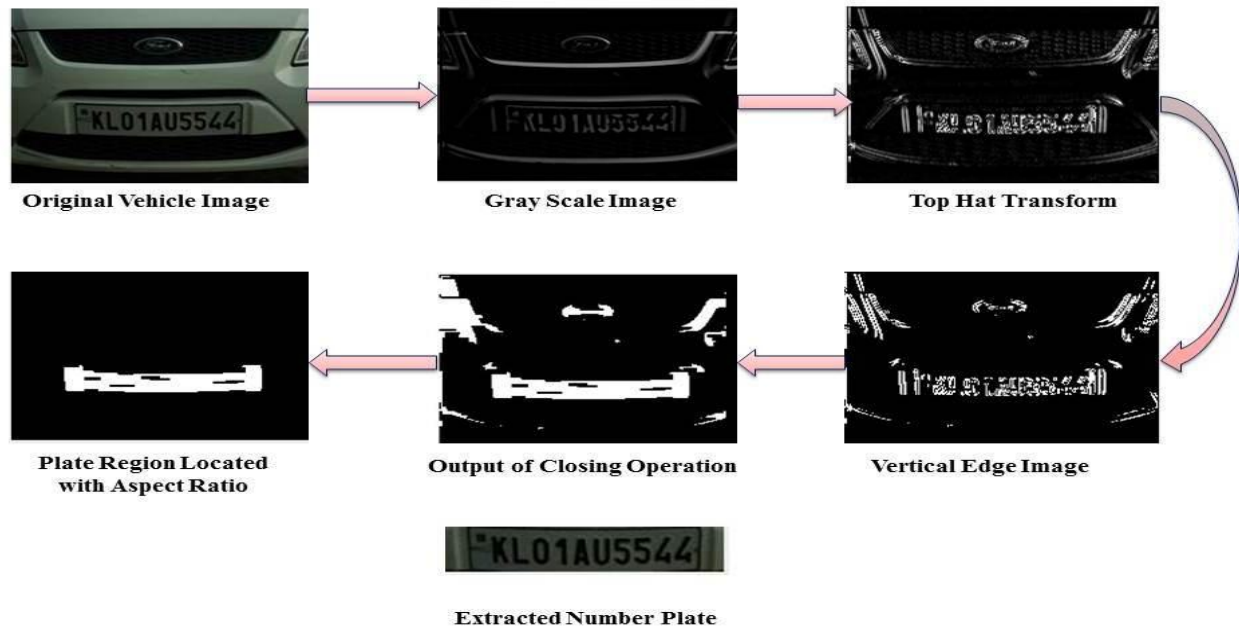 KL01AU5544
KL01AU5544
Original Vehicle Image
Gray Scale Image
Top Hat Transform
Plate Region Located
with Aspect Ratio
Output of Closing Operation
Vertical Edge Image
KL01AU5544
Extracted Number Plate